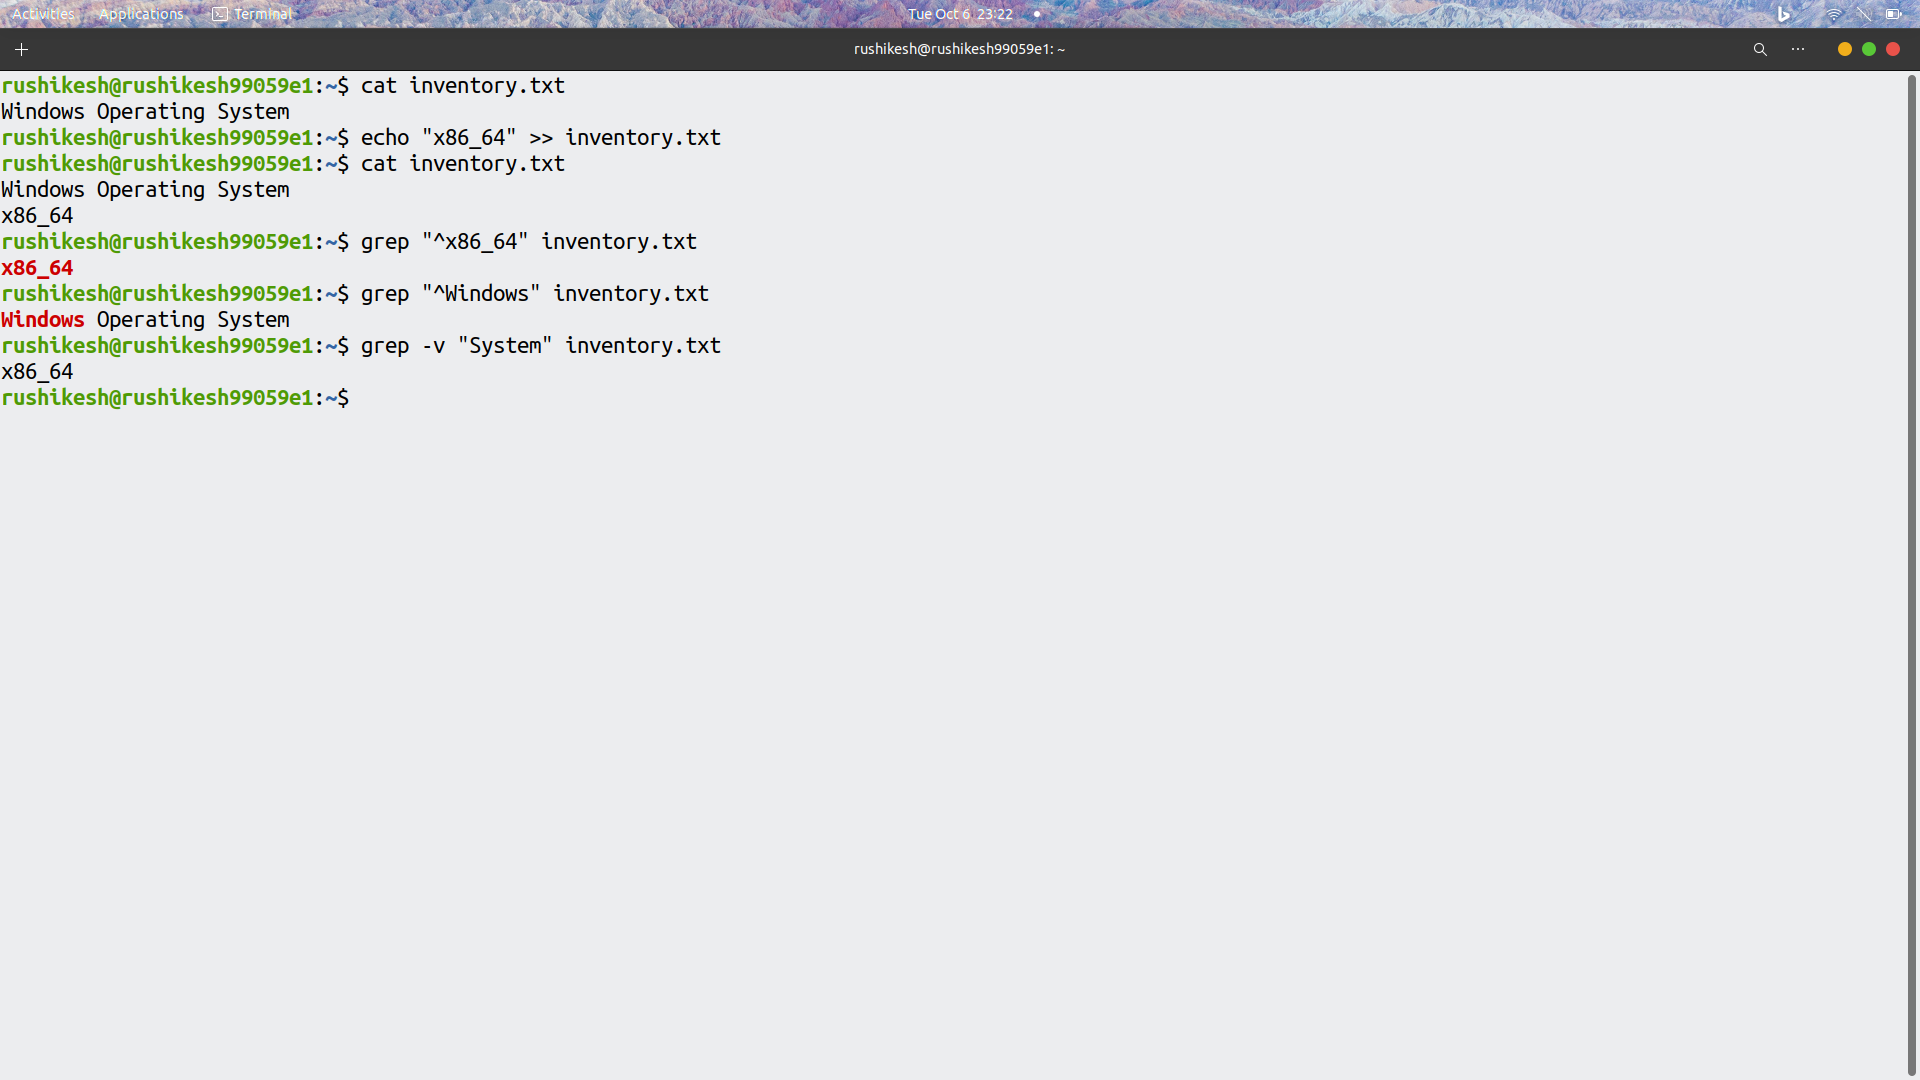 Activities Applications Terminal Tue Oct 6 23:22
rushikesh@rushikesh99059e1: ~
rushikesh@rushikesh99059e1:~$ cat inventory.txt
Windows Operating System
rushikesh@rushikesh99059e1:~$ echo "x86_64" >> inventory.txt
rushikesh@rushikesh99059e1:~$ cat inventory.txt
Windows Operating System
x86_64
rushikesh@rushikesh99059e1:~$ grep "^x86_64" inventory.txt
x86_64
rushikesh@rushikesh99059e1:~$ grep "^Windows" inventory.txt
Windows Operating System
rushikesh@rushikesh99059e1:~$ grep -v "System" inventory.txt
x86_64
rushikesh@rushikesh99059e1:~$